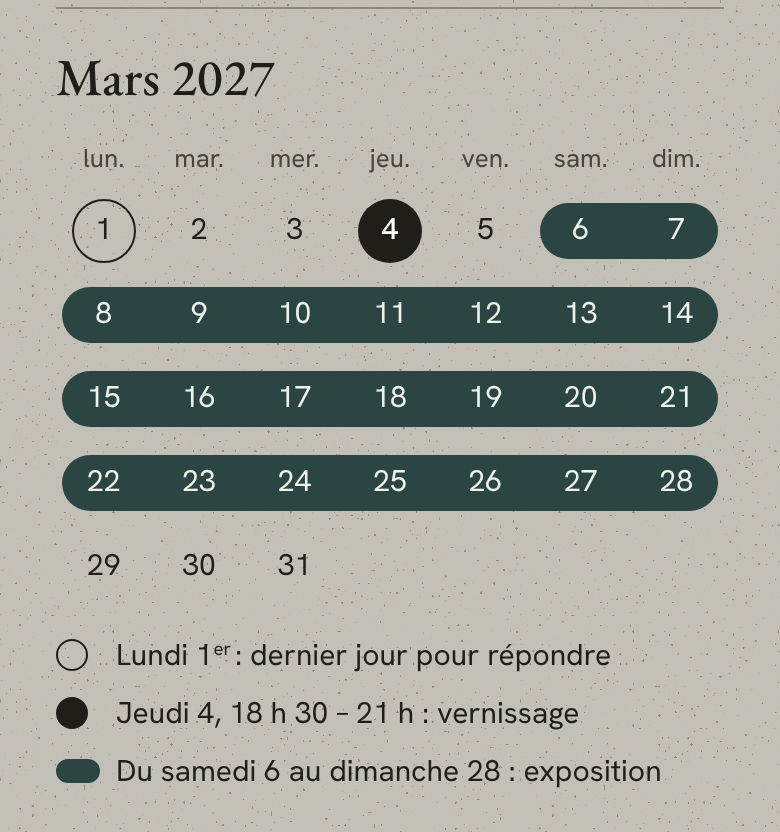 Mars 2027
lun. mar. mer. jeu. ven. sam. dim.
1 2 3 4 5 6 7
8 9 10 11 12 13 14
15 16 17 18 19 20 21
22 23 24 25 26 27 28
29 30 31
Lundi 1er : dernier jour pour répondre
Jeudi 4, 18 h 30 – 21 h : vernissage
Du samedi 6 au dimanche 28 : exposition